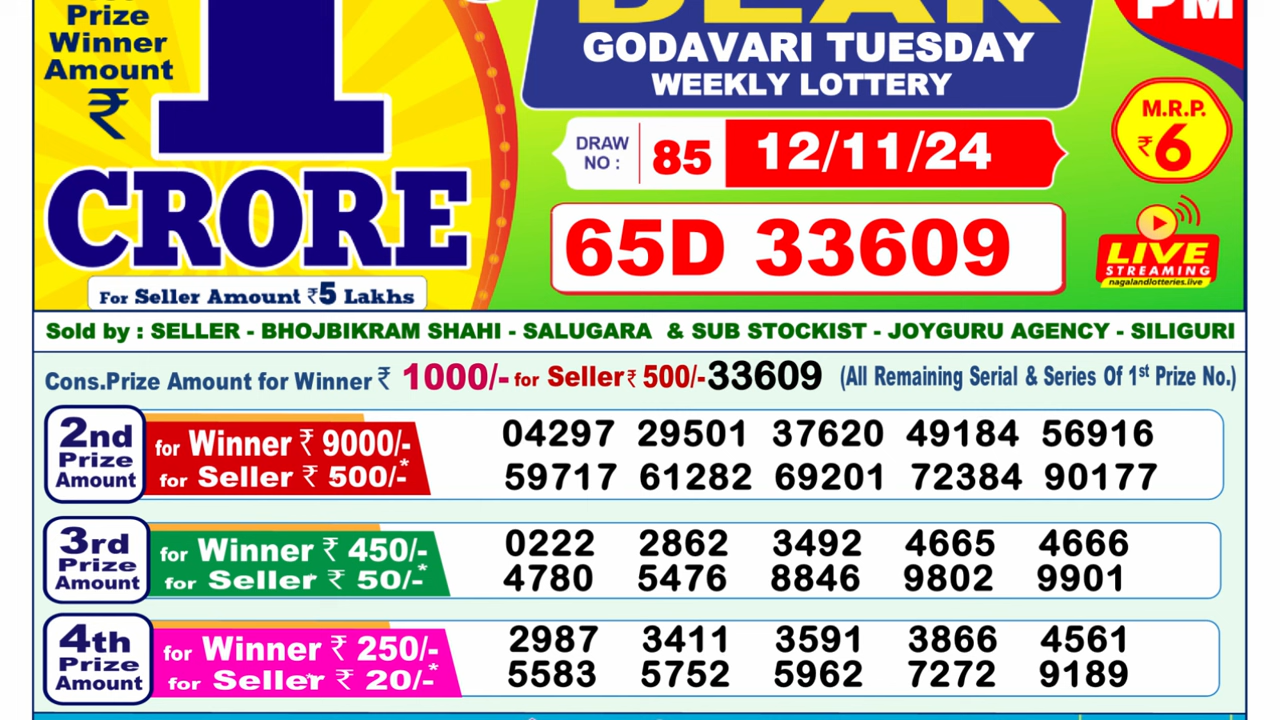 Prize
Winner
Amount
₹
1
CRORE
For Seller Amount ₹5 Lakhs
DEAR
GODAVARI TUESDAY
WEEKLY LOTTERY
PM
M.R.P.
₹6
DRAW NO : 85 12/11/24
65D 33609
LIVE
STREAMING
nagalandlotteries.live
Sold by : SELLER - BHOJBIKRAM SHAHI - SALUGARA & SUB STOCKIST - JOYGURU AGENCY - SILIGURI
Cons.Prize Amount for Winner ₹ 1000/- for Seller ₹ 500/- 33609 (All Remaining Serial & Series Of 1st Prize No.)
2nd
Prize
Amount
for Winner ₹ 9000/-
for Seller ₹ 500/-*
04297 29501 37620 49184 56916
59717 61282 69201 72384 90177
3rd
Prize
Amount
for Winner ₹ 450/-
for Seller ₹ 50/-*
0222 2862 3492 4665 4666
4780 5476 8846 9802 9901
4th
Prize
Amount
for Winner ₹ 250/-
for Seller ₹ 20/-*
2987 3411 3591 3866 4561
5583 5752 5962 7272 9189